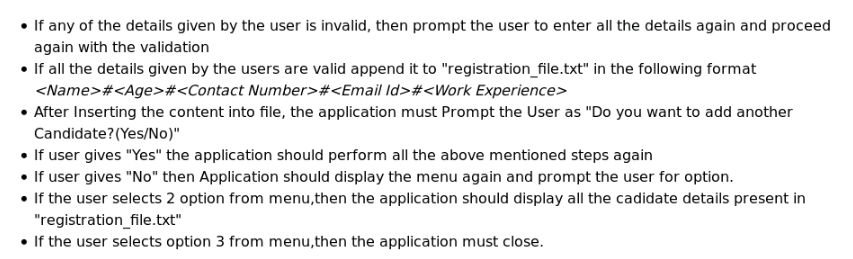 • If any of the details given by the user is invalid, then prompt the user to enter all the details again and proceed
again with the validation
• If all the details given by the users are valid append it to "registration_file.txt" in the following format
<Name>#<Age>#<Contact Number>#<Email Id>#<Work Experience>
• After Inserting the content into file, the application must Prompt the User as "Do you want to add another
Candidate?(Yes/No)"
• If user gives "Yes" the application should perform all the above mentioned steps again
• If user gives "No" then Application should display the menu again and prompt the user for option.
• If the user selects 2 option from menu,then the application should display all the cadidate details present in
"registration_file.txt"
• If the user selects option 3 from menu,then the application must close.